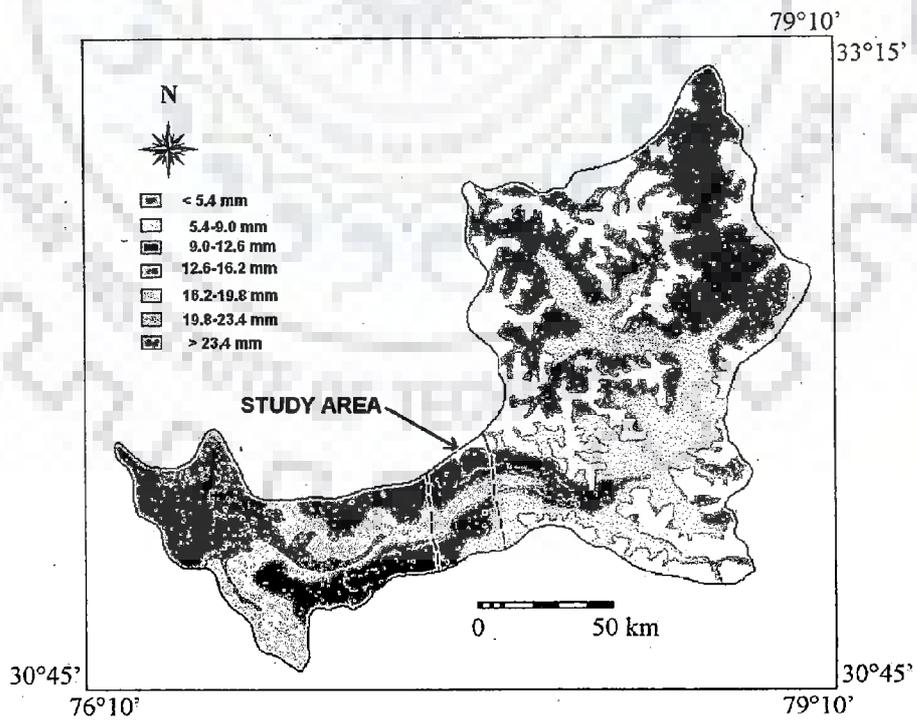 79°10'
33°15'
N
< 5.4 mm
5.4-9.0 mm
9.0-12.6 mm
12.6-16.2 mm
16.2-19.8 mm
19.8-23.4 mm
> 23.4 mm
STUDY AREA
0 50 km
30°45'
30°45'
76°10'
79°10'